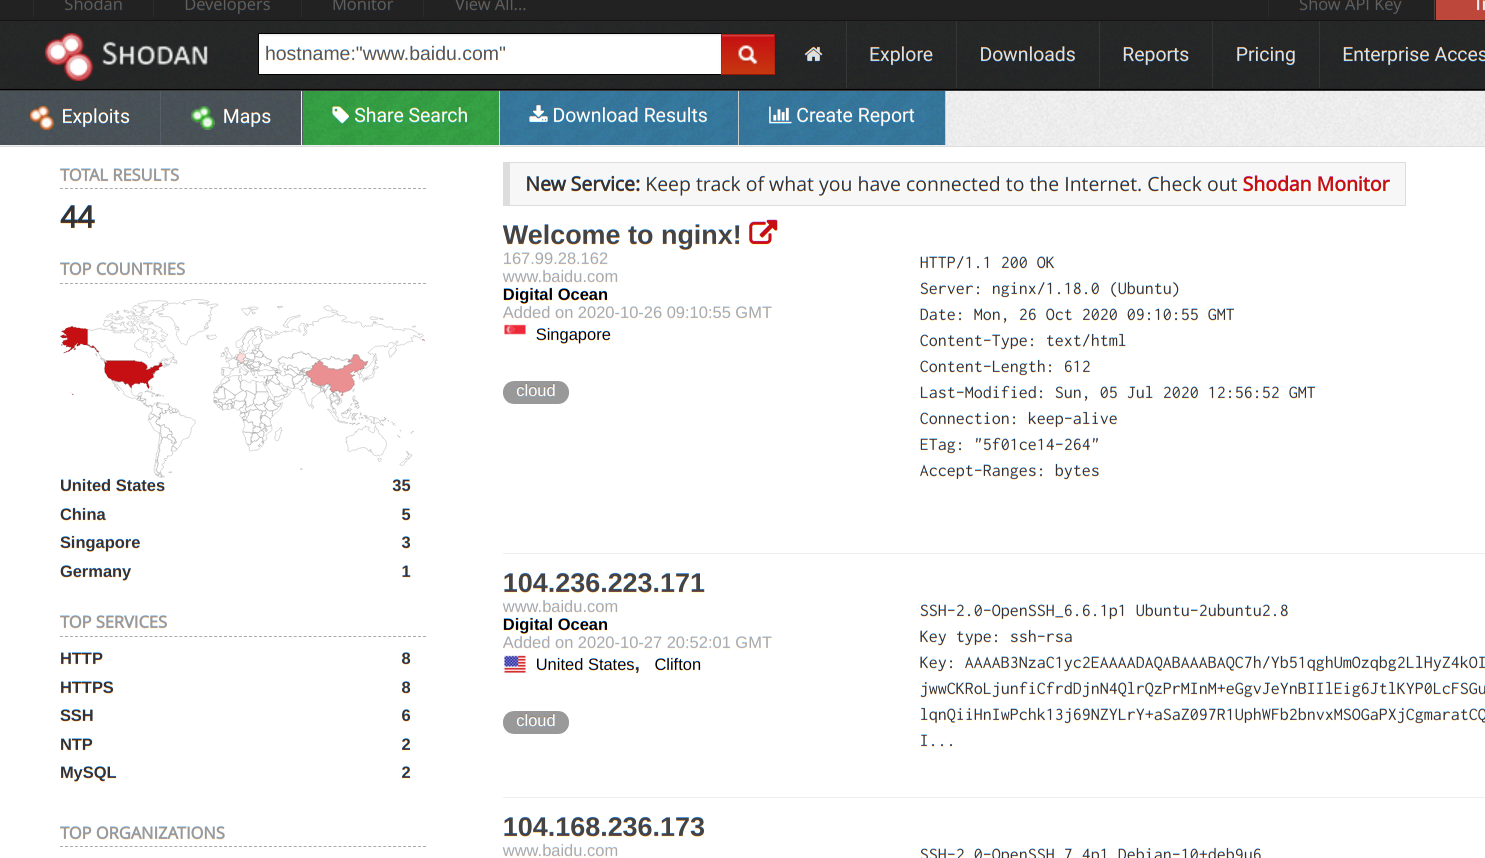 Shodan Developers Monitor View All... Show API Key
SHODAN hostname:"www.baidu.com" Explore Downloads Reports Pricing Enterprise Acces
Exploits Maps Share Search Download Results Create Report
TOTAL RESULTS
44
TOP COUNTRIES
United States 35
China 5
Singapore 3
Germany 1
TOP SERVICES
HTTP 8
HTTPS 8
SSH 6
NTP 2
MySQL 2
TOP ORGANIZATIONS
New Service: Keep track of what you have connected to the Internet. Check out Shodan Monitor
Welcome to nginx!
167.99.28.162
www.baidu.com
Digital Ocean
Added on 2020-10-26 09:10:55 GMT
Singapore
cloud
HTTP/1.1 200 OK
Server: nginx/1.18.0 (Ubuntu)
Date: Mon, 26 Oct 2020 09:10:55 GMT
Content-Type: text/html
Content-Length: 612
Last-Modified: Sun, 05 Jul 2020 12:56:52 GMT
Connection: keep-alive
ETag: "5f01ce14-264"
Accept-Ranges: bytes
104.236.223.171
www.baidu.com
Digital Ocean
Added on 2020-10-27 20:52:01 GMT
United States, Clifton
cloud
SSH-2.0-OpenSSH_6.6.1p1 Ubuntu-2ubuntu2.8
Key type: ssh-rsa
Key: AAAAB3NzaC1yc2EAAAADAQABAAABAQC7h/Yb51qghUmOzqbg2LlHyZ4kOI
jwwCKRoLjunfiCfrdDjnN4QlrQzPrMInM+eGgvJeYnBIIlEig6JtlKYP0LcFSGu
lqnQiiHnIwPchk13j69NZYLrY+aSaZ097R1UphWFb2bnvxMSOGaPXjCgmaratCQ
I...
104.168.236.173
www.baidu.com
SSH-2.0-OpenSSH_7.4p1 Debian-10+deb9u6